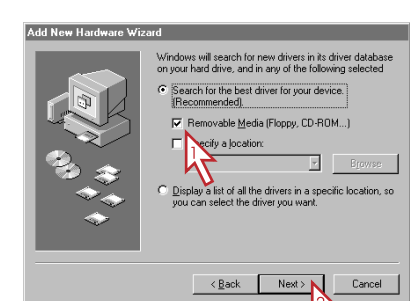 Add New Hardware Wizard
Windows will search for new drivers in its driver database
on your hard drive, and in any of the following selected
Search for the best driver for your device.
(Recommended).
Removable Media (Floppy, CD-ROM...)
1
location:
Browse
Display a list of all the drivers in a specific location, so
you can select the driver you want.
< Back
Next >
Cancel